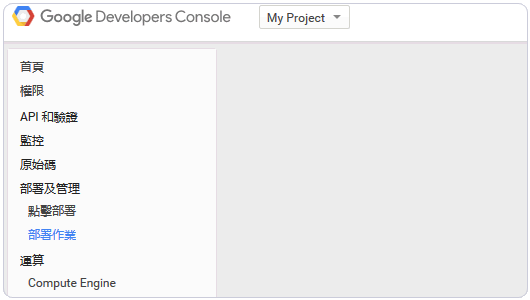 Google Developers Console
My Project
首頁
權限
API 和驗證
監控
原始碼
部署及管理
點擊部署
部署作業
運算
Compute Engine